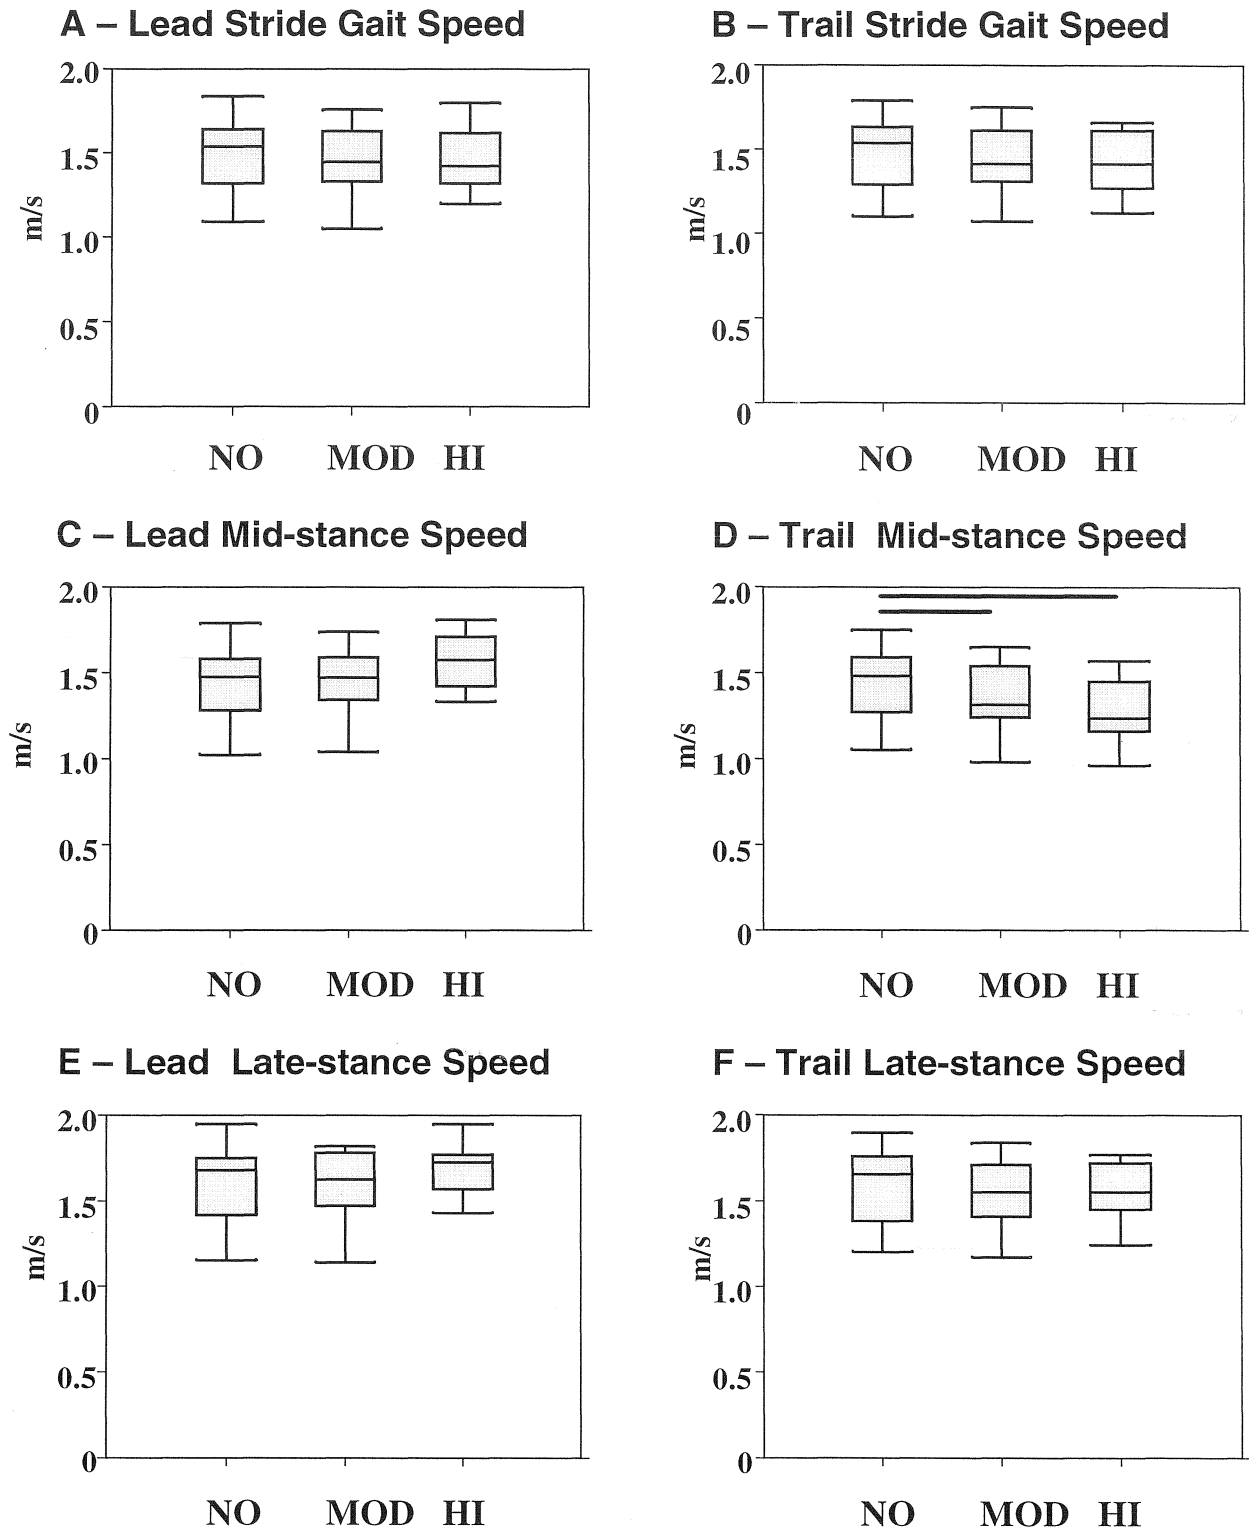 A – Lead Stride Gait Speed
2.0
1.5
1.0
0.5
0
m/s
NO MOD HI
B – Trail Stride Gait Speed
2.0
1.5
1.0
0.5
0
m/s
NO MOD HI
C – Lead Mid-stance Speed
2.0
1.5
1.0
0.5
0
m/s
NO MOD HI
D – Trail Mid-stance Speed
2.0
1.5
1.0
0.5
0
m/s
NO MOD HI
E – Lead Late-stance Speed
2.0
1.5
1.0
0.5
0
m/s
NO MOD HI
F – Trail Late-stance Speed
2.0
1.5
1.0
0.5
0
m/s
NO MOD HI